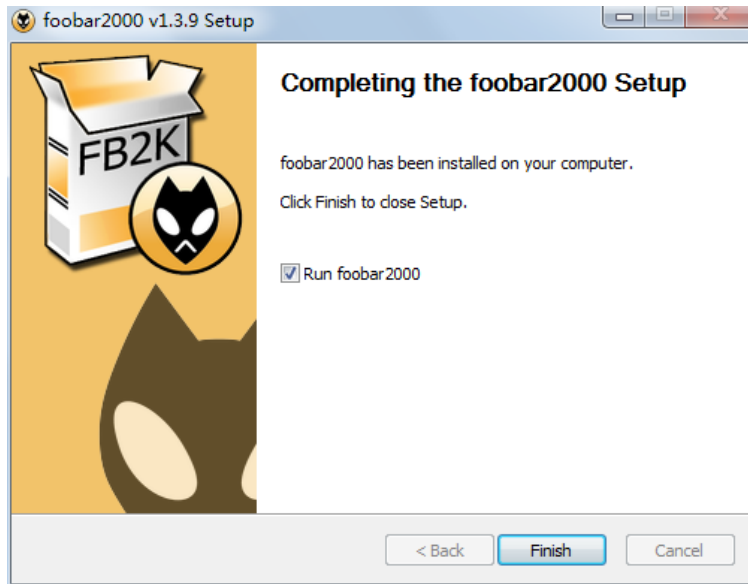 foobar2000 v1.3.9 Setup
FB2K
Completing the foobar2000 Setup
foobar2000 has been installed on your computer.
Click Finish to close Setup.
Run foobar2000
< Back
Finish
Cancel